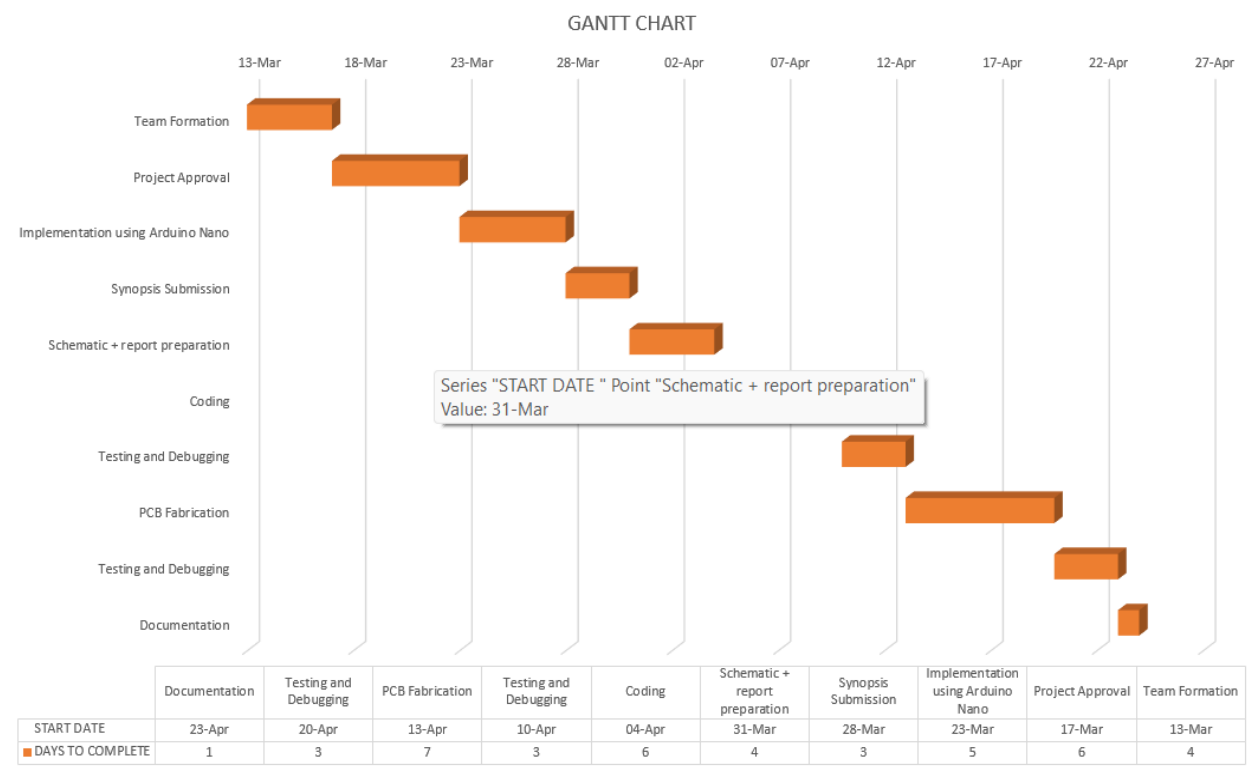 GANTT CHART
13-Mar 18-Mar 23-Mar 28-Mar 02-Apr 07-Apr 12-Apr 17-Apr 22-Apr 27-Apr
Team Formation
Project Approval
Implementation using Arduino Nano
Synopsis Submission
Schematic + report preparation
Series "START DATE " Point "Schematic + report preparation"
Value: 31-Mar
Coding
Testing and Debugging
PCB Fabrication
Testing and Debugging
Documentation
Documentation
Testing and
Debugging
PCB Fabrication
Testing and
Debugging
Coding
Schematic +
report
preparation
Synopsis
Submission
Implementation
using Arduino
Nano
Project Approval
Team Formation
START DATE 23-Apr 20-Apr 13-Apr 10-Apr 04-Apr 31-Mar 28-Mar 23-Mar 17-Mar 13-Mar
DAYS TO COMPLETE 1 3 7 3 6 4 3 5 6 4